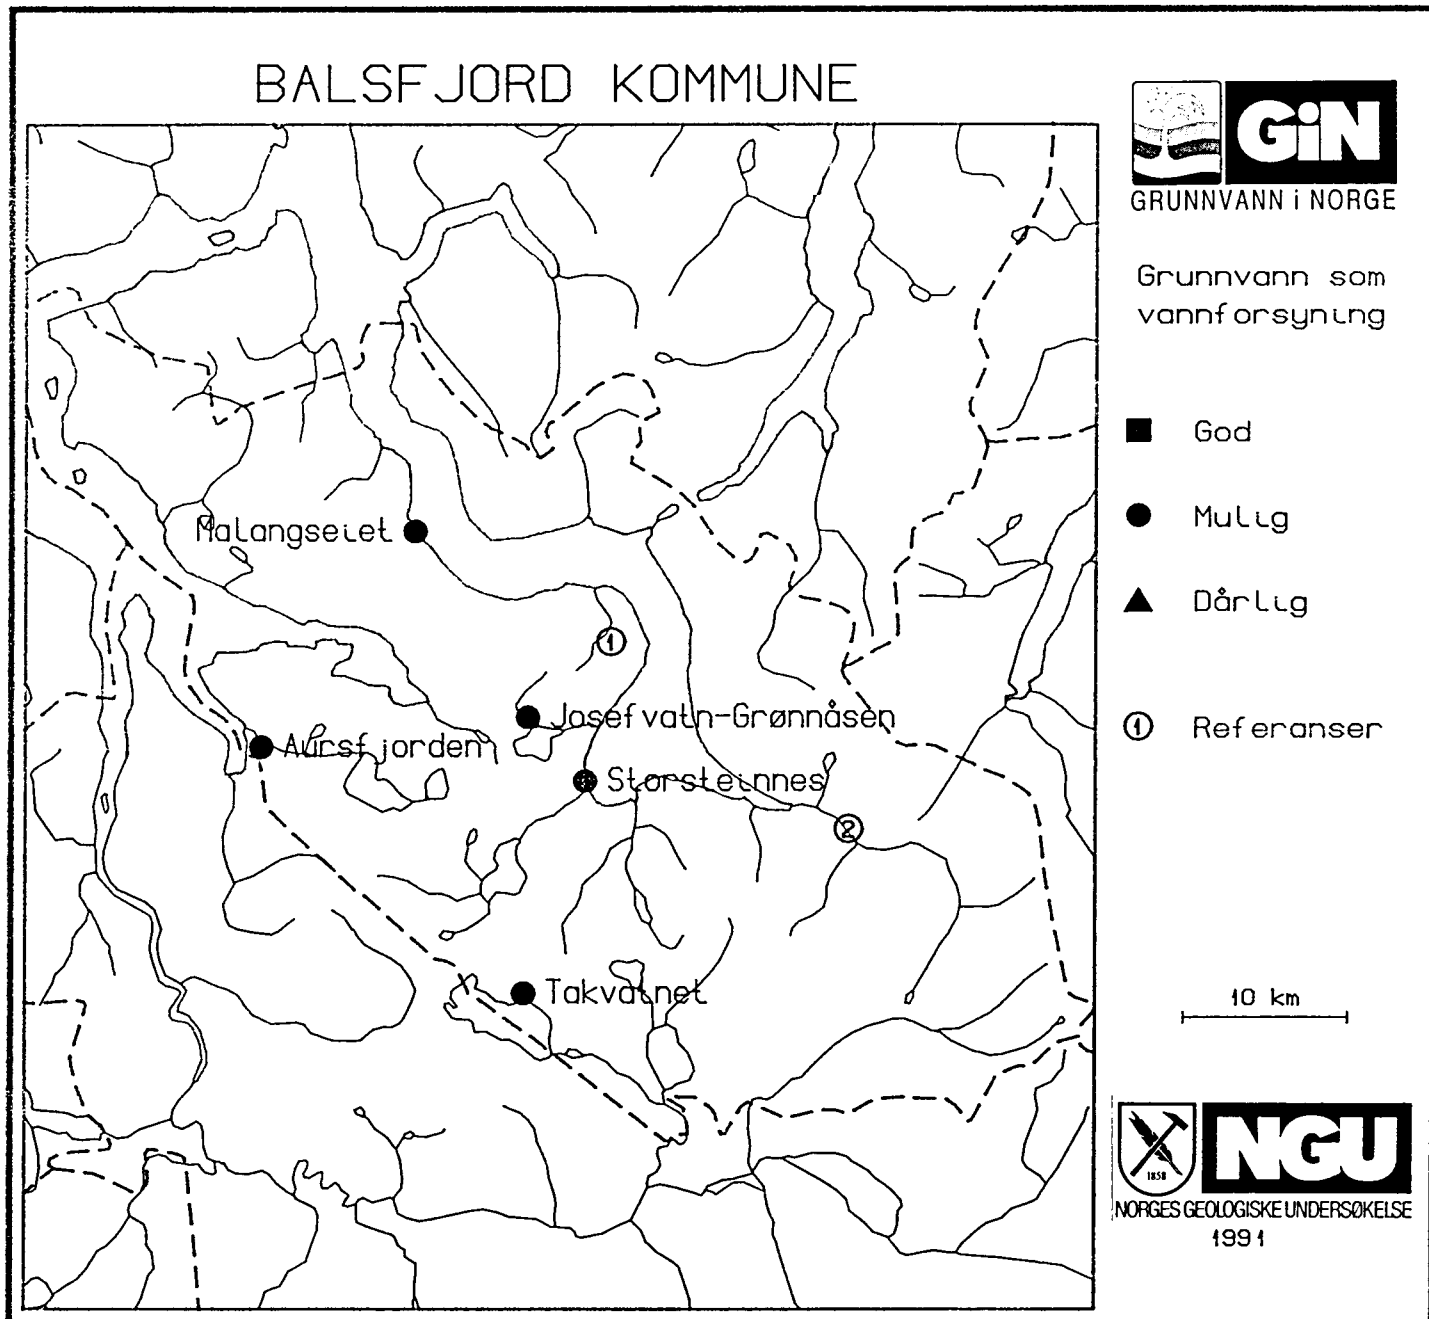 BALSFJORD KOMMUNE
GiN
GRUNNVANN i NORGE
Grunnvann som
vannforsyning
God
Mulig
Dårlig
1 Referanser
Malangseiet
1
Josefvatn-Grønnåsen
Aursfjorden
Storsteinnes
2
Takvatnet
10 km
1858
NGU
NORGES GEOLOGISKE UNDERSØKELSE
1991